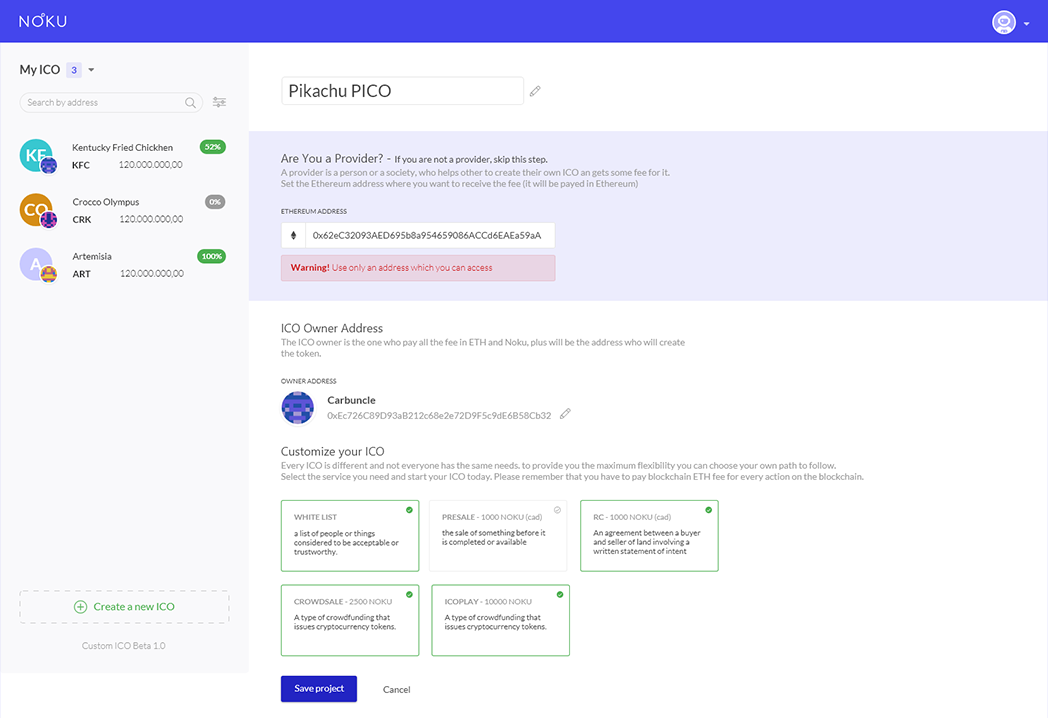 NOKU
My ICO 3
Search by address
KF
Kentucky Fried Chickhen 52%
KFC 120.000.000,00
CO
Crocco Olympus 0%
CRK 120.000.000,00
A
Artemisia 100%
ART 120.000.000,00
Create a new ICO
Custom ICO Beta 1.0
Pikachu PICO
Are You a Provider? - If you are not a provider, skip this step.
A provider is a person or a society, who helps other to create their own ICO an gets some fee for it.
Set the Ethereum address where you want to receive the fee (it will be payed in Ethereum)
ETHEREUM ADDRESS
0x62eC32093AED695b8a954659086ACCd6EAEa59aA
Warning! Use only an address which you can access
ICO Owner Address
The ICO owner is the one who pay all the fee in ETH and Noku, plus will be the address who will create
the token.
OWNER ADDRESS
Carbuncle
0xEc726C89D93aB212c68e2e72D9F5c9dE6B58Cb32
Customize your ICO
Every ICO is different and not everyone has the same needs. to provide you the maximum flexibility you can choose your own path to follow.
Select the service you need and start your ICO today. Please remember that you have to pay blockchain ETH fee for every action on the blockchain.
WHITE LIST
a list of people or things
considered to be acceptable or
trustworthy.
PRESALE - 1000 NOKU (cad)
the sale of something before it
is completed or available
RC - 1000 NOKU (cad)
An agreement between a buyer
and seller of land involving a
written statement of intent
CROWDSALE - 2500 NOKU
A type of crowdfunding that
issues cryptocurrency tokens.
ICOPLAY - 10000 NOKU
A type of crowdfunding that
issues cryptocurrency tokens.
Save project
Cancel